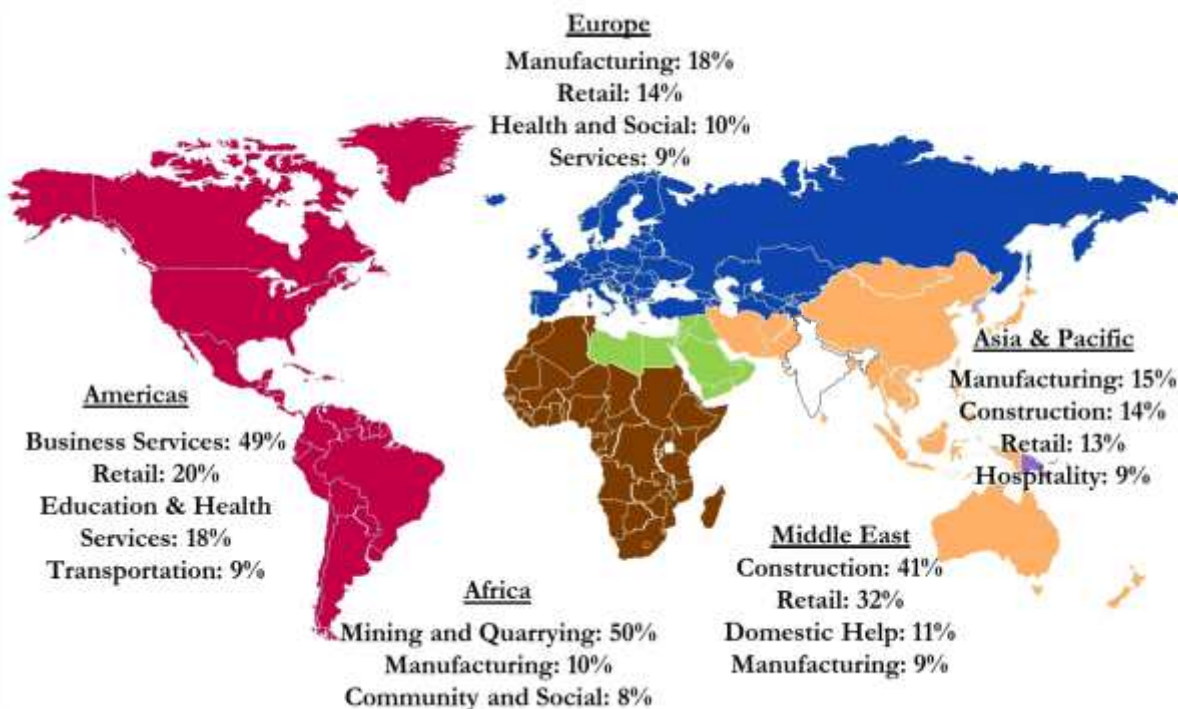 Europe
Manufacturing: 18%
Retail: 14%
Health and Social: 10%
Services: 9%
Asia & Pacific
Manufacturing: 15%
Construction: 14%
Retail: 13%
Hospitality: 9%
Americas
Business Services: 49%
Retail: 20%
Education & Health
Services: 18%
Transportation: 9%
Middle East
Construction: 41%
Retail: 32%
Domestic Help: 11%
Manufacturing: 9%
Africa
Mining and Quarrying: 50%
Manufacturing: 10%
Community and Social: 8%